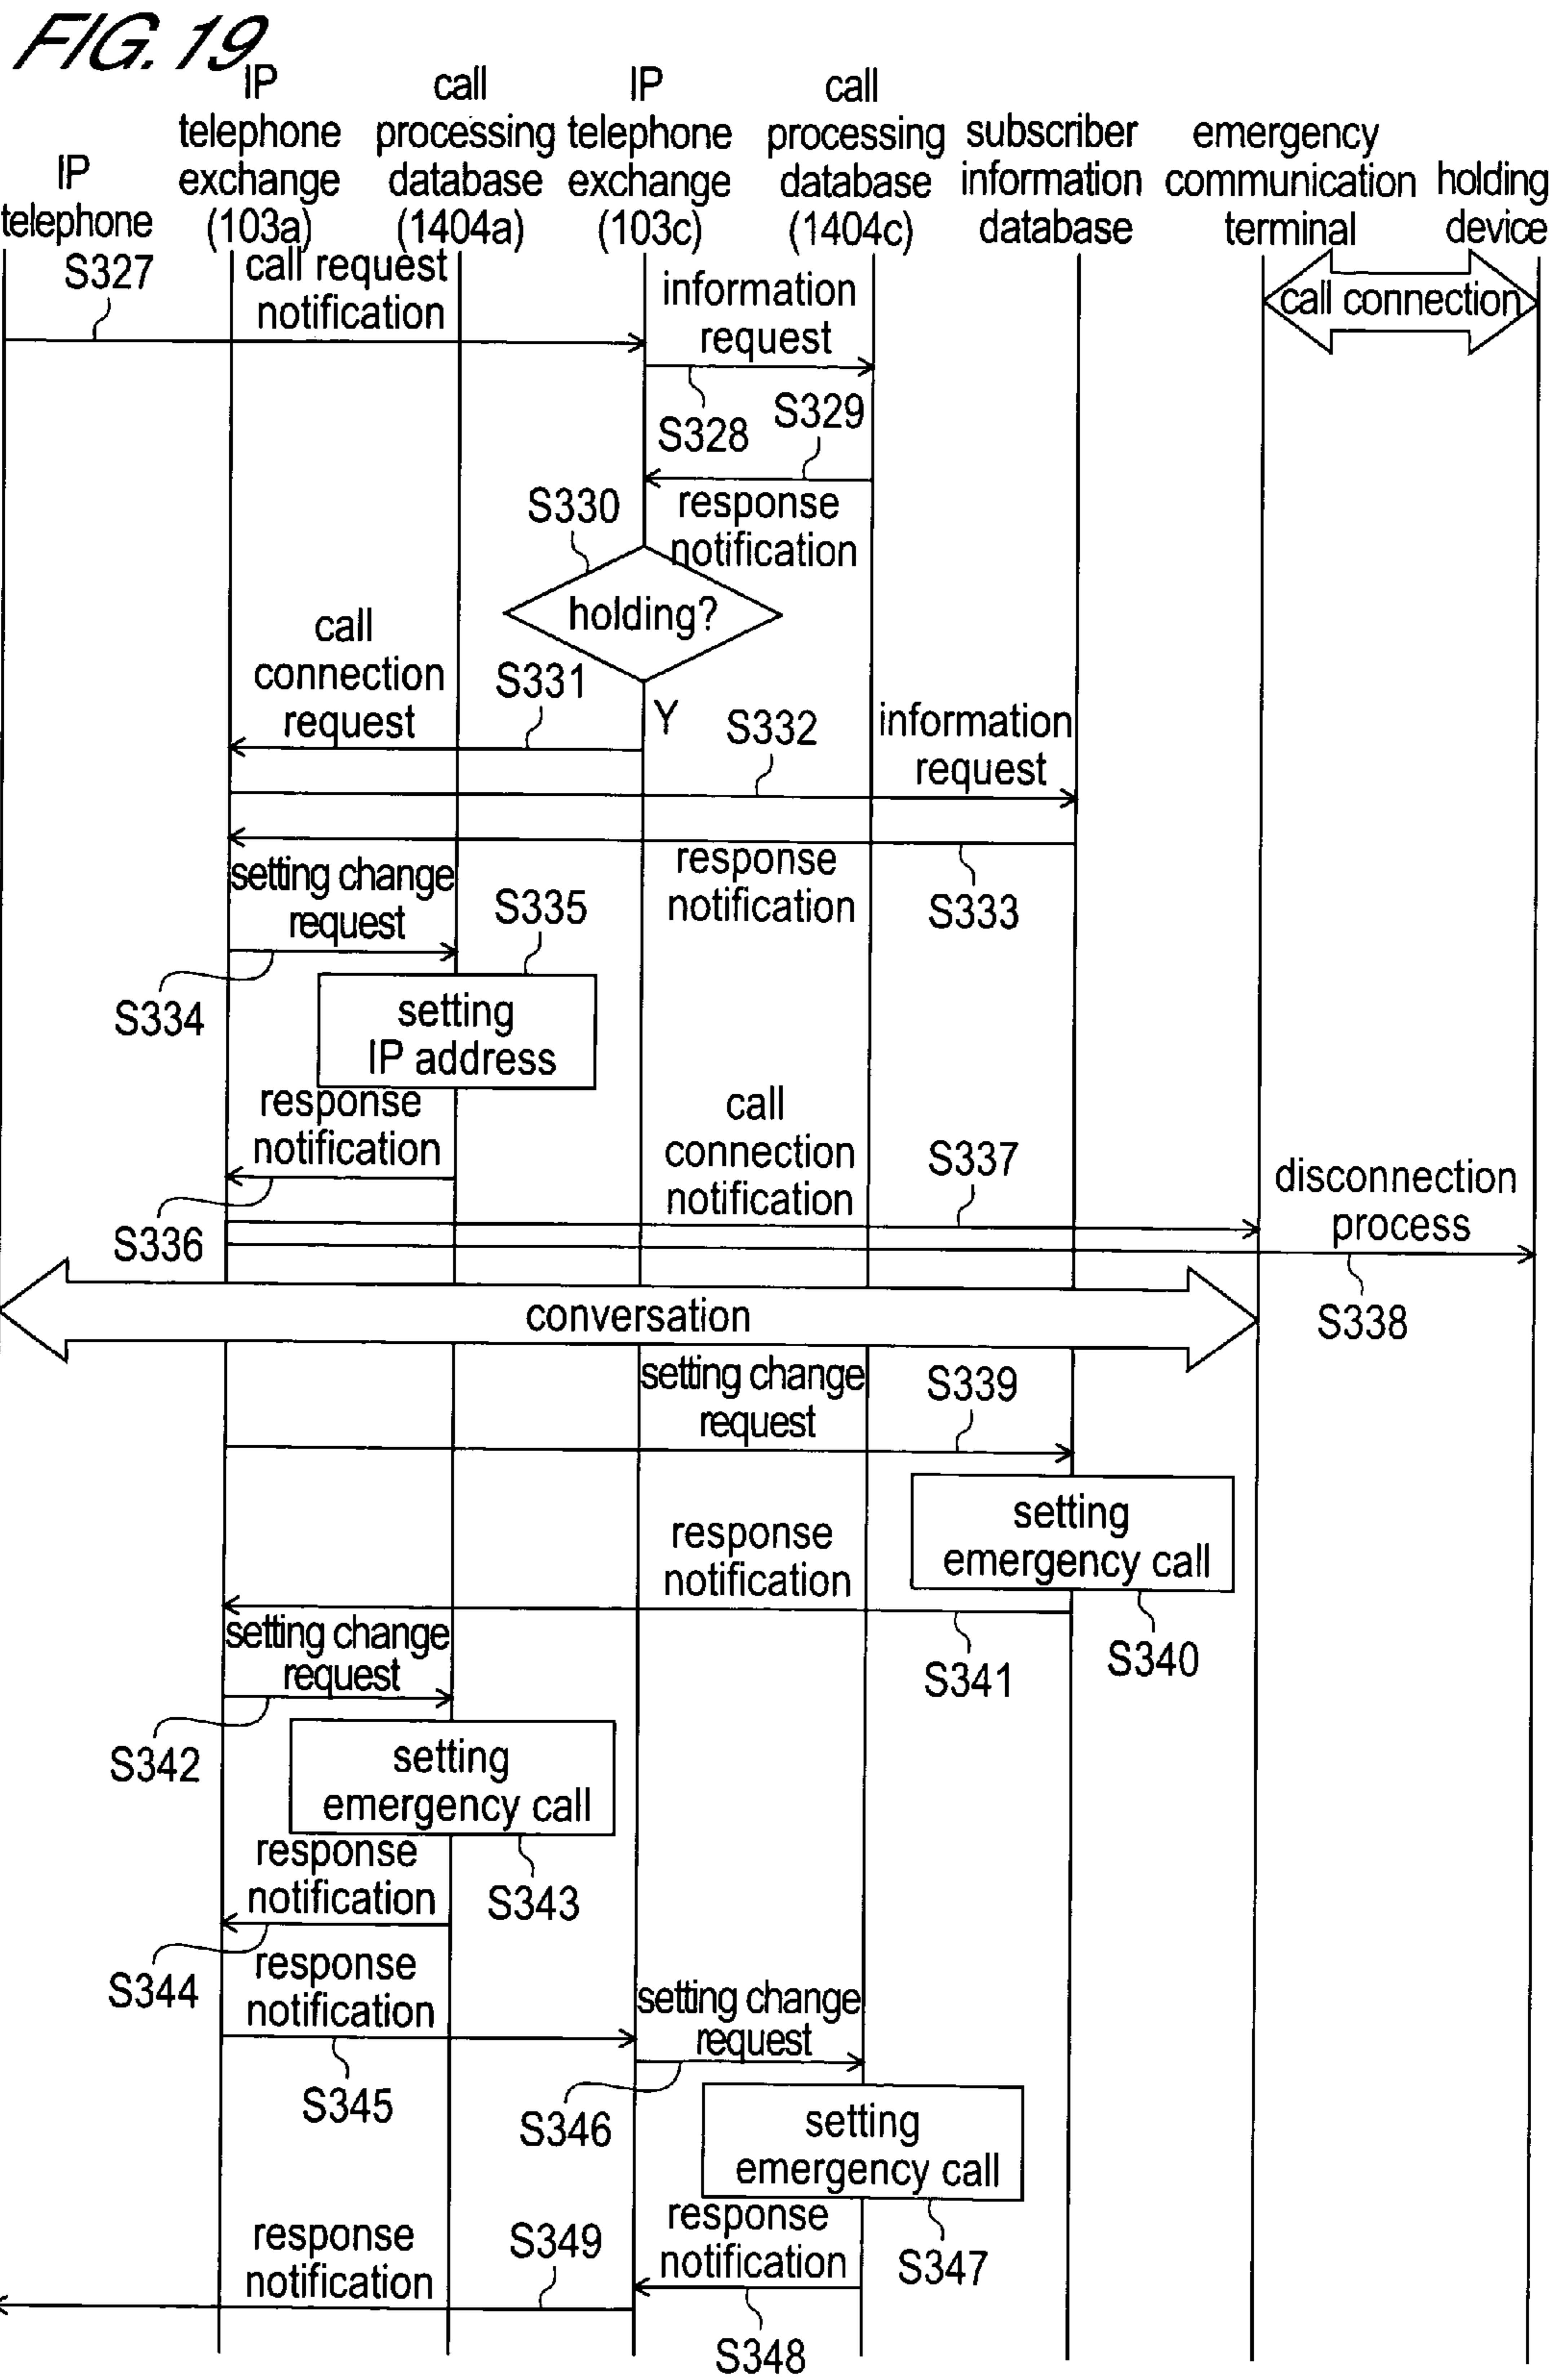 FIG. 19
IP
telephone
IP
telephone
exchange
(103a)
call
processing
database
(1404a)
IP
telephone
exchange
(103c)
call
processing
database
(1404c)
subscriber
information
database
emergency
communication
terminal
holding
device
S327
call request
notification
information
request
call connection
S328
S329
response
notification
S330
holding?
Y
call
connection
request
S331
S332
information
request
response
notification
S333
setting change
request
S334
S335
setting
IP address
response
notification
S336
call
connection
notification
S337
disconnection
process
S338
conversation
setting change
request
S339
setting
emergency call
S340
response
notification
S341
setting change
request
S342
setting
emergency call
S343
response
notification
S344
response
notification
S345
setting change
request
S346
setting
emergency call
S347
response
notification
S348
response
notification
S349